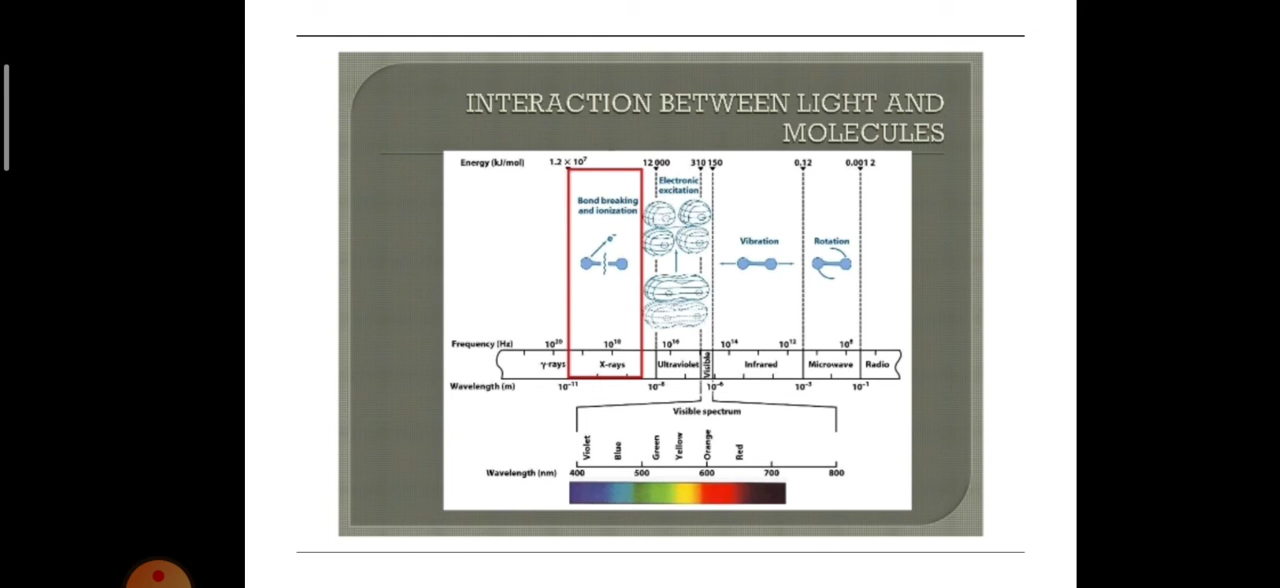 INTERACTION BETWEEN LIGHT AND
MOLECULES
Energy (kJ/mol) 1.2 × 10⁷ 12 000 310 150 0.12 0.001 2
Electronic
excitation
Bond breaking
and ionization
e⁻
Vibration Rotation
Frequency (Hz) 10²⁰ 10¹⁸ 10¹⁶ 10¹⁴ 10¹² 10⁸
γ-rays X-rays Ultraviolet Visible Infrared Microwave Radio
Wavelength (m) 10⁻¹¹ 10⁻⁸ 10⁻⁶ 10⁻³ 10⁻¹
Visible spectrum
Violet Blue Green Yellow Orange Red
Wavelength (nm) 400 500 600 700 800